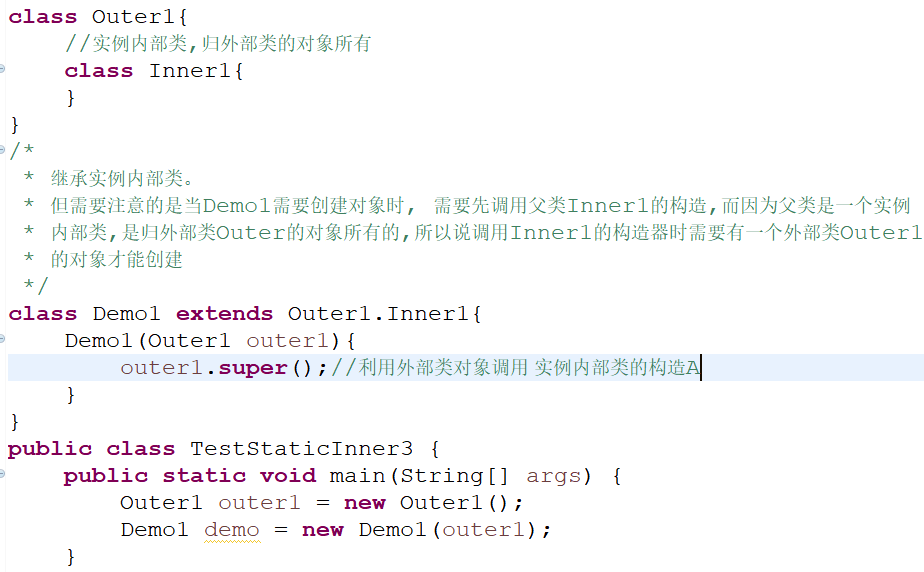 class Outer1{
    //实例内部类,归外部类的对象所有
    class Inner1{
    }
}
/*
 * 继承实例内部类。
 * 但需要注意的是当Demo1需要创建对象时, 需要先调用父类Inner1的构造,而因为父类是一个实例
 * 内部类,是归外部类Outer的对象所有的,所以说调用Inner1的构造器时需要有一个外部类Outer1
 * 的对象才能创建
 */
class Demo1 extends Outer1.Inner1{
    Demo1(Outer1 outer1){
        outer1.super();//利用外部类对象调用 实例内部类的构造A
    }
}
public class TestStaticInner3 {
    public static void main(String[] args) {
        Outer1 outer1 = new Outer1();
        Demo1 demo = new Demo1(outer1);
    }